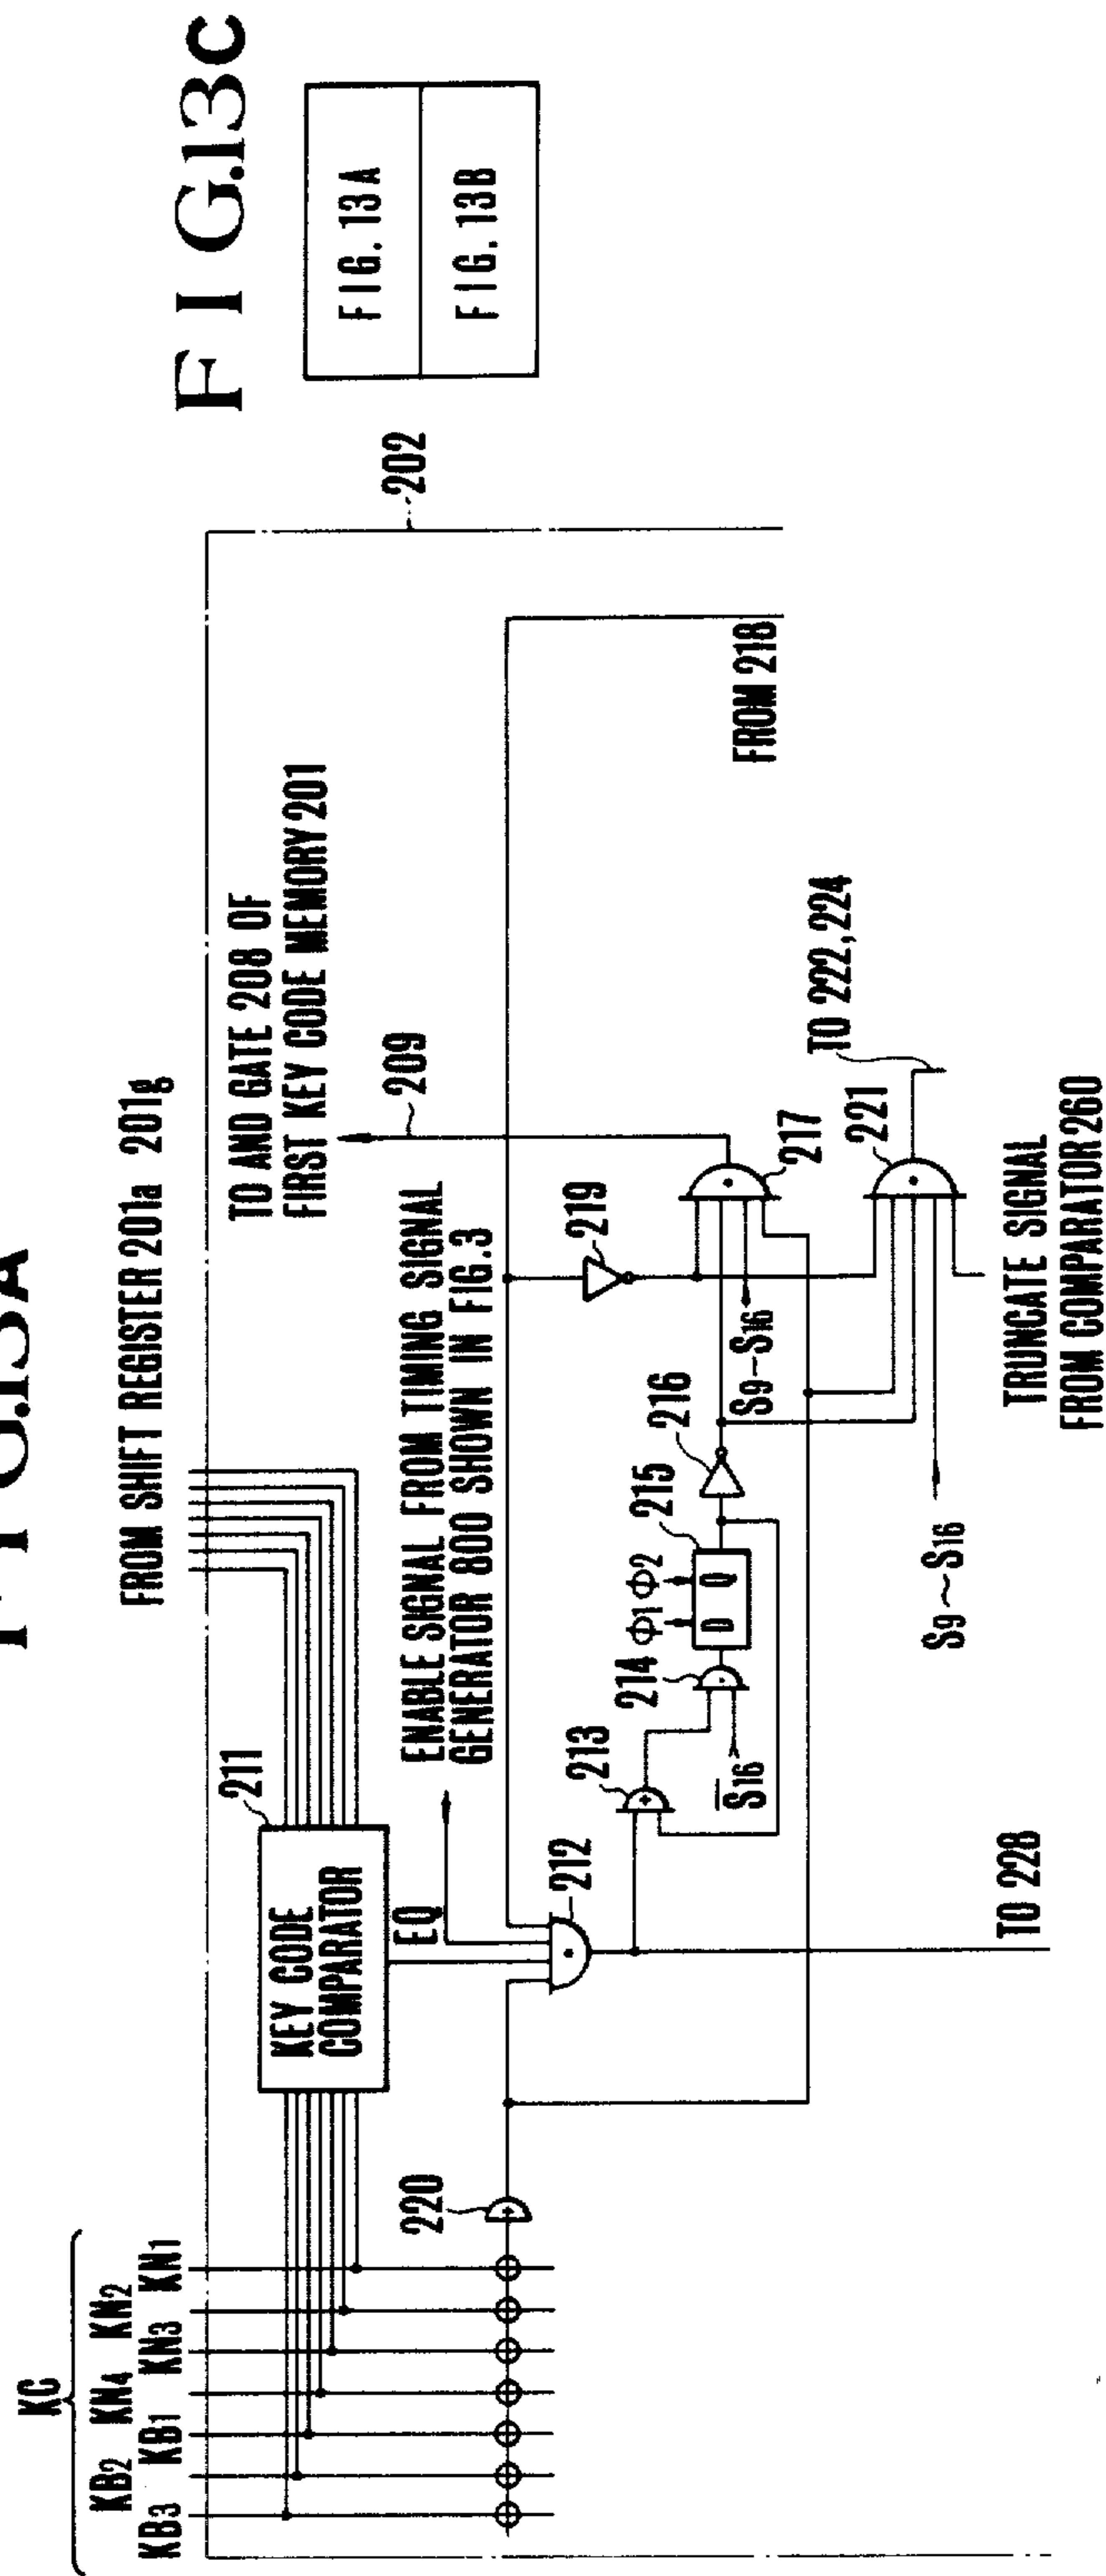 FIG.13A
FIG.13C
FIG. 13A
FIG. 13B
KC
KB3 KB2 KB1 KN4 KN3 KN2 KN1
FROM SHIFT REGISTER 201a 201g
202
KEY CODE
COMPARATOR
211
TO AND GATE 208 OF
FIRST KEY CODE MEMORY 201
209
EQ
ENABLE SIGNAL FROM TIMING SIGNAL
GENERATOR 800 SHOWN IN FIG.3
220
212
219
213
214
Φ1 Φ2
D Q
215
216
217
S16
S9~S16
FROM 218
221
TO 222,224
TO 228
S9~S16
TRUNCATE SIGNAL
FROM COMPARATOR 260